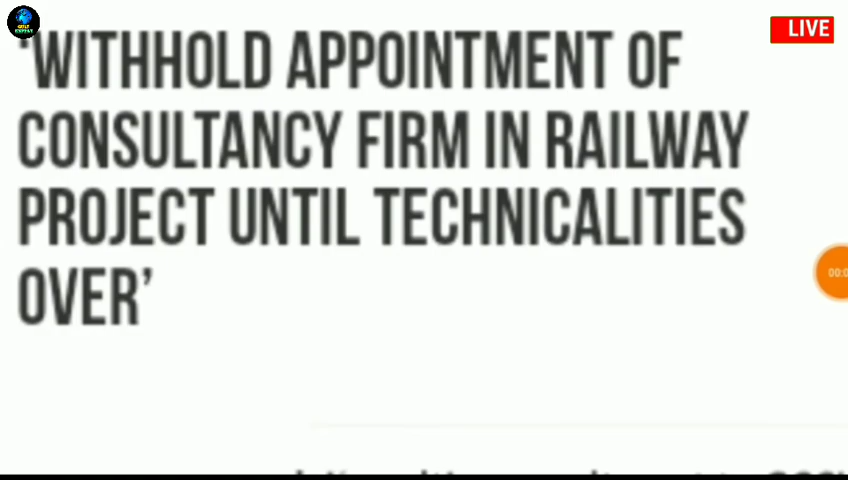 LIVE
'WITHHOLD APPOINTMENT OF
CONSULTANCY FIRM IN RAILWAY
PROJECT UNTIL TECHNICALITIES
OVER’